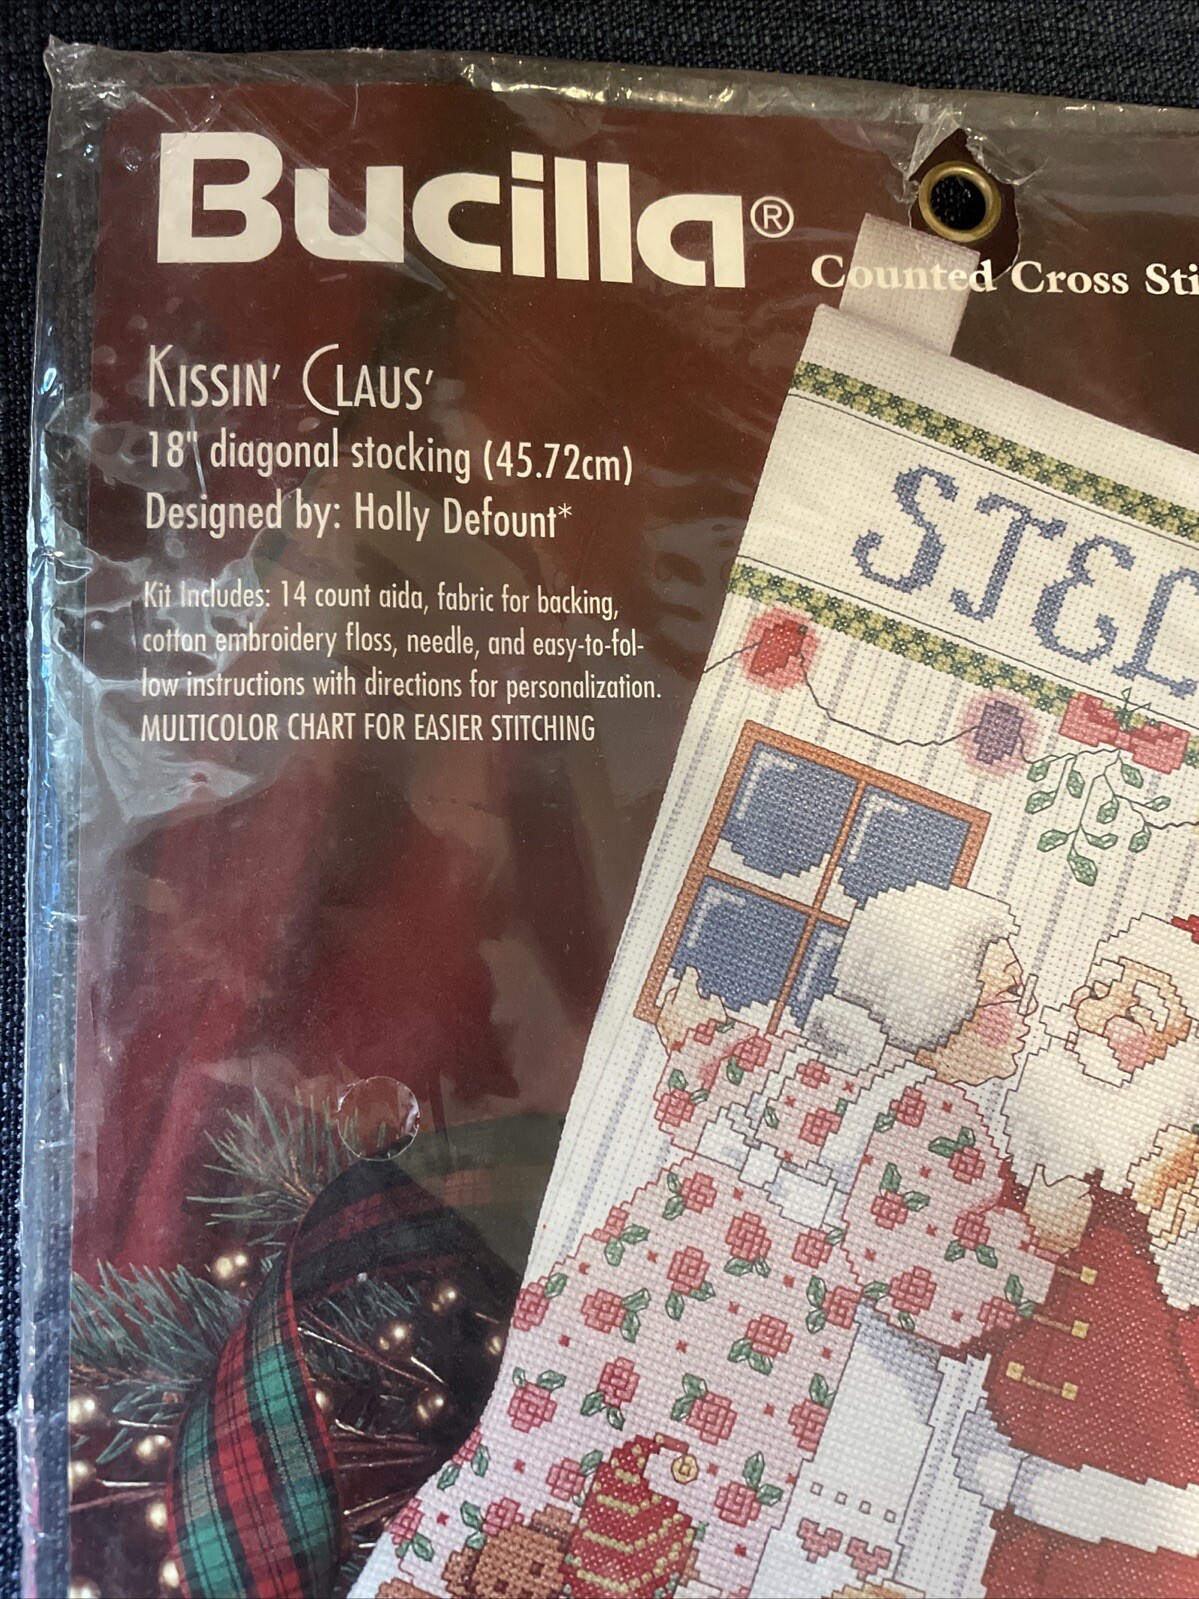 Bucilla®
Counted Cross Sti
KISSIN' CLAUS'
18" diagonal stocking (45.72cm)
Designed by: Holly Defount*
Kit Includes: 14 count aida, fabric for backing,
cotton embroidery floss, needle, and easy-to-fol-
low instructions with directions for personalization.
MULTICOLOR CHART FOR EASIER STITCHING
STEL